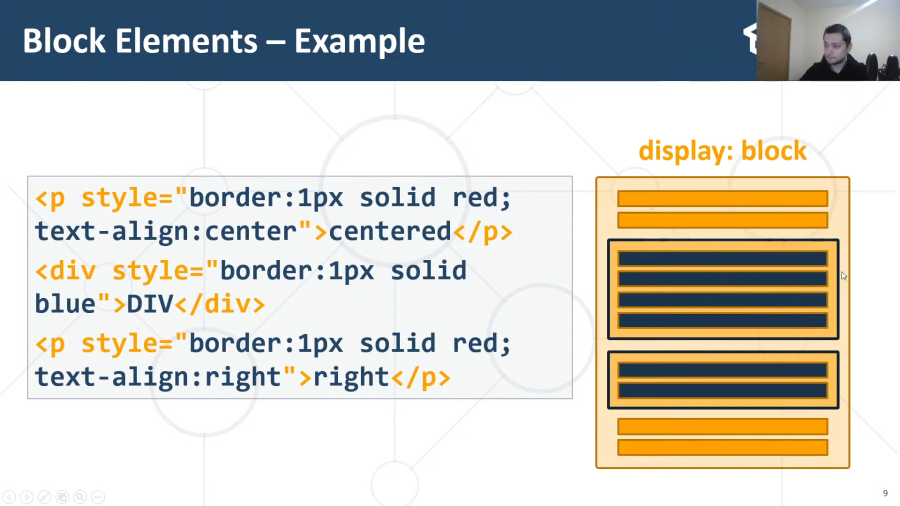 Block Elements – Example
display: block
<p style="border:1px solid red;
text-align:center">centered</p>
<div style="border:1px solid
blue">DIV</div>
<p style="border:1px solid red;
text-align:right">right</p>
9